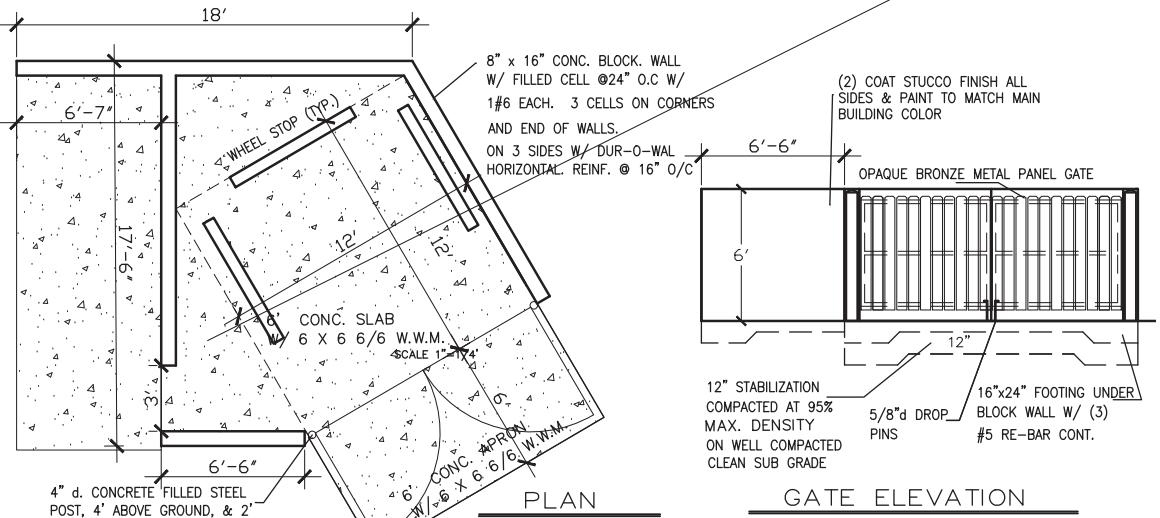 18'
8" x 16" CONC. BLOCK. WALL
W/ FILLED CELL @24" O.C W/
1#6 EACH. 3 CELLS ON CORNERS
AND END OF WALLS.
ON 3 SIDES W/ DUR-O-WAL
HORIZONTAL. REINF. @ 16" O/C
6'-7"
WHEEL STOP (TYP.)
17'-6"
12'
12'
6' CONC. SLAB
W/ 6 X 6 6/6 W.W.M.
SCALE 1"=1/4'
3'
6'
6' CONC. APRON
W/ 6 X 6 6/6 W.W.M.
6'-6"
4" d. CONCRETE FILLED STEEL
POST, 4' ABOVE GROUND, & 2'
PLAN
(2) COAT STUCCO FINISH ALL
SIDES & PAINT TO MATCH MAIN
BUILDING COLOR
6'-6"
OPAQUE BRONZE METAL PANEL GATE
6'
12"
12" STABILIZATION
COMPACTED AT 95%
MAX. DENSITY
ON WELL COMPACTED
CLEAN SUB GRADE
5/8"d DROP
PINS
16"x24" FOOTING UNDER
BLOCK WALL W/ (3)
#5 RE-BAR CONT.
GATE ELEVATION